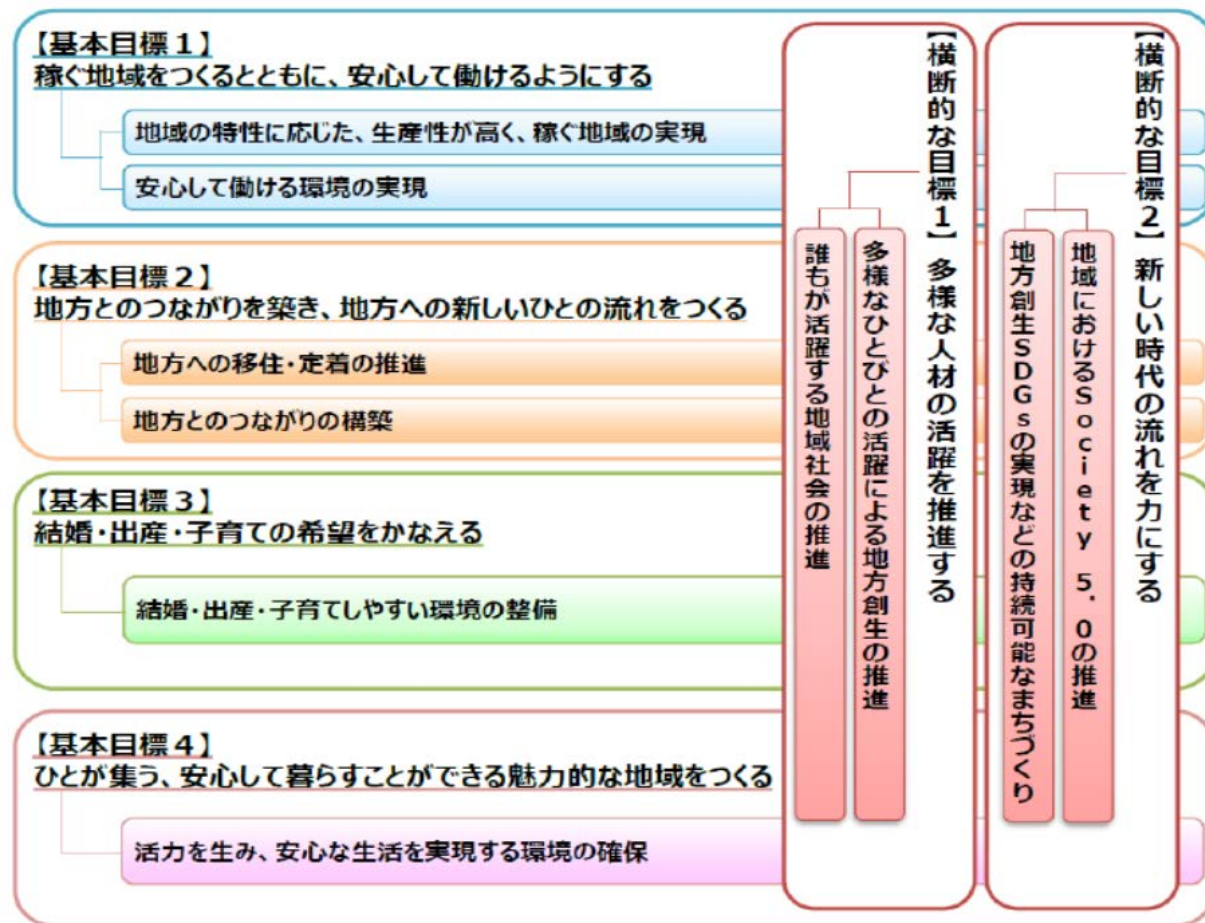 【基本目標１】
稼ぐ地域をつくるとともに、安心して働けるようにする
地域の特性に応じた、生産性が高く、稼ぐ地域の実現
安心して働ける環境の実現
【基本目標２】
地方とのつながりを築き、地方への新しいひとの流れをつくる
地方への移住・定着の推進
地方とのつながりの構築
【基本目標３】
結婚・出産・子育ての希望をかなえる
結婚・出産・子育てしやすい環境の整備
【基本目標４】
ひとが集う、安心して暮らすことができる魅力的な地域をつくる
活力を生み、安心な生活を実現する環境の確保
【横断的な目標１】多様な人材の活躍を推進する
多様なひとびとの活躍による地方創生の推進
誰もが活躍する地域社会の推進
【横断的な目標２】新しい時代の流れを力にする
地域におけるSociety 5.0の推進
地方創生SDGsの実現などの持続可能なまちづくり